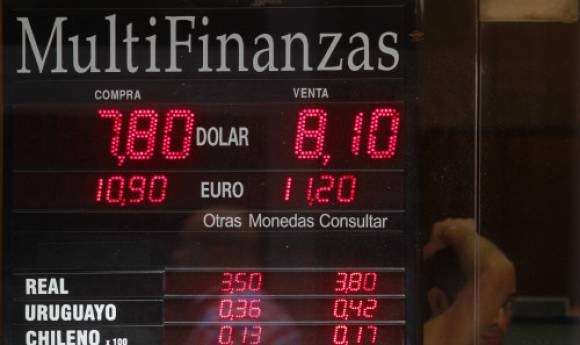 MultiFinanzas
COMPRA VENTA
7,80 DOLAR 8,10
10,90 EURO 11,20
Otras Monedas Consultar
REAL 3,50 3,80
URUGUAYO 0,36 0,42
CHILENO x 100 0,13 0,17